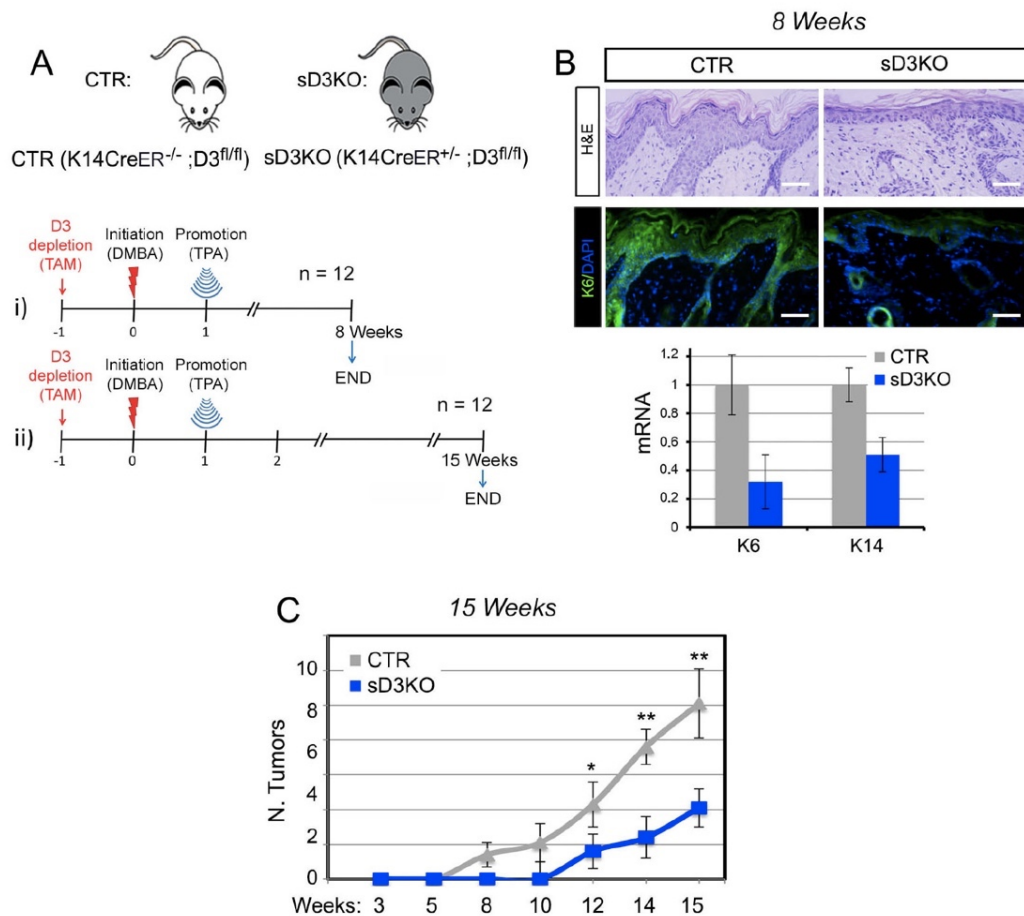 A
CTR:
sD3KO:
CTR (K14CreER-/- ;D3fl/fl)
sD3KO (K14CreER+/- ;D3fl/fl)
i)
D3
depletion
(TAM)
Initiation
(DMBA)
Promotion
(TPA)
n = 12
-1
0
1
8 Weeks
END
ii)
D3
depletion
(TAM)
Initiation
(DMBA)
Promotion
(TPA)
n = 12
-1
0
1
2
15 Weeks
END
8 Weeks
B
CTR
sD3KO
H&E
K6/DAPI
mRNA
1.2
1
0.8
0.6
0.4
0.2
0
CTR
sD3KO
K6
K14
C
15 Weeks
N. Tumors
10
8
6
4
2
0
CTR
sD3KO
*
**
**
Weeks: 3 5 8 10 12 14 15